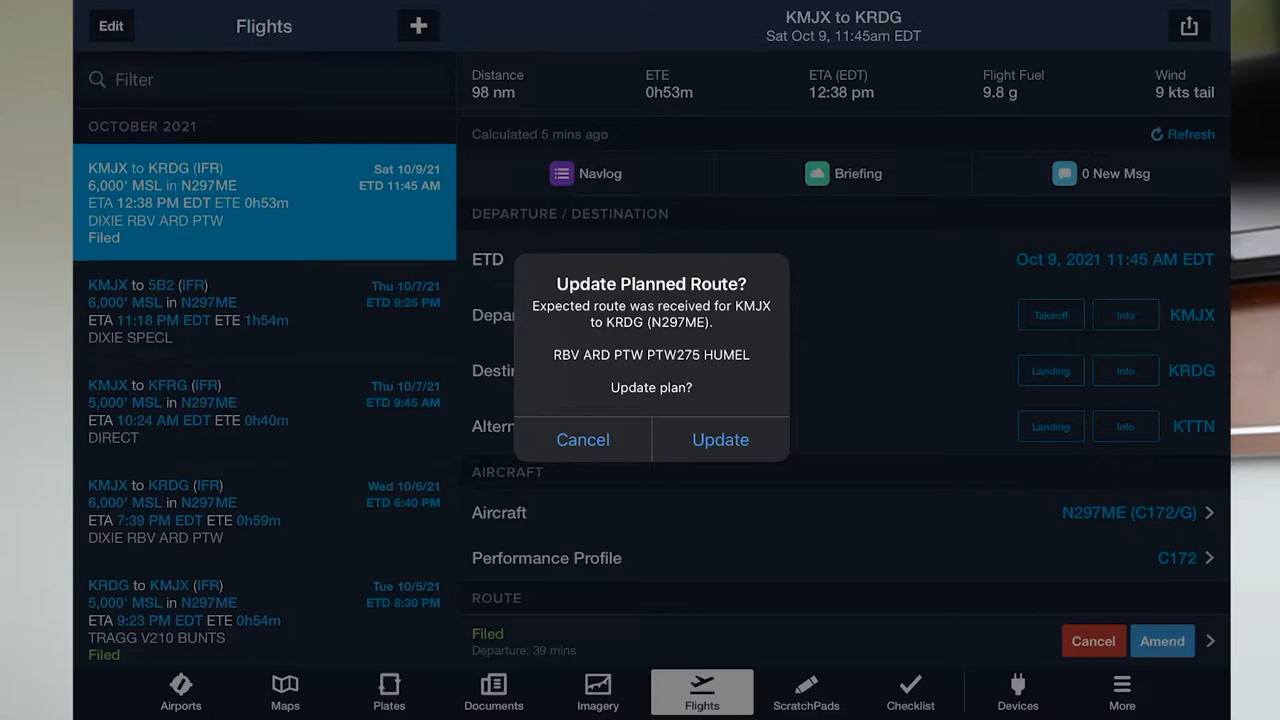 Edit
Flights
+
KMJX to KRDG
Sat Oct 9, 11:45am EDT
Filter
Distance
98 nm
ETE
0h53m
ETA (EDT)
12:38 pm
Flight Fuel
9.8 g
Wind
9 kts tail
OCTOBER 2021
Calculated 5 mins ago
Refresh
KMJX to KRDG (IFR)
Sat 10/9/21
6,000' MSL in N297ME
ETD 11:45 AM
ETA 12:38 PM EDT ETE 0h53m
DIXIE RBV ARD PTW
Filed
Navlog
Briefing
0 New Msg
DEPARTURE / DESTINATION
ETD
Oct 9, 2021 11:45 AM EDT
Depar
Takeoff
Info
KMJX
Destin
Landing
Info
KRDG
Altern
Landing
Info
KTTN
Update Planned Route?
Expected route was received for KMJX
to KRDG (N297ME).
RBV ARD PTW PTW275 HUMEL
Update plan?
Cancel
Update
KMJX to 5B2 (IFR)
Thu 10/7/21
6,000' MSL in N297ME
ETD 9:25 PM
ETA 11:18 PM EDT ETE 1h54m
DIXIE SPECL
KMJX to KFRG (IFR)
Thu 10/7/21
5,000' MSL in N297ME
ETD 9:45 AM
ETA 10:24 AM EDT ETE 0h40m
DIRECT
KMJX to KRDG (IFR)
Wed 10/6/21
6,000' MSL in N297ME
ETD 6:40 PM
ETA 7:39 PM EDT ETE 0h59m
DIXIE RBV ARD PTW
KRDG to KMJX (IFR)
Tue 10/5/21
5,000' MSL in N297ME
ETD 8:30 PM
ETA 9:23 PM EDT ETE 0h54m
TRAGG V210 BUNTS
Filed
AIRCRAFT
Aircraft
N297ME (C172/G)
Performance Profile
C172
ROUTE
Filed
Departure: 39 mins
Cancel
Amend
Airports
Maps
Plates
Documents
Imagery
Flights
ScratchPads
Checklist
Devices
More